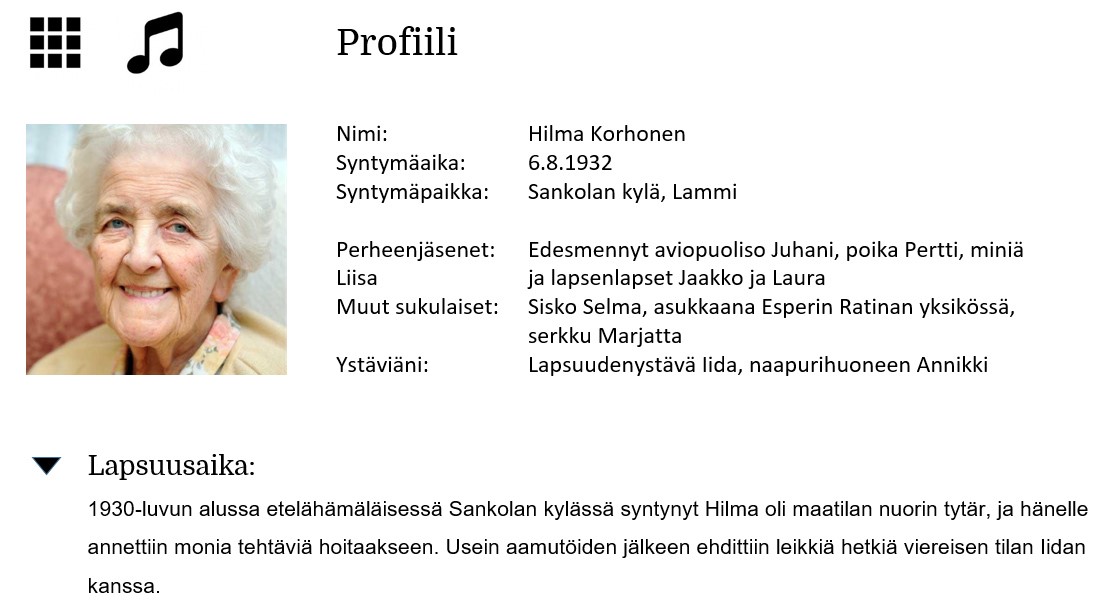 Profiili
Nimi: Hilma Korhonen
Syntymäaika: 6.8.1932
Syntymäpaikka: Sankolan kylä, Lammi
Perheenjäsenet: Edesmennyt aviopuoliso Juhani, poika Pertti, miniä
Liisa ja lapsenlapset Jaakko ja Laura
Muut sukulaiset: Sisko Selma, asukkaana Esperin Ratinan yksikössä,
serkku Marjatta
Ystäviäni: Lapsuudenystävä Iida, naapurihuoneen Annikki
Lapsuusaika:
1930-luvun alussa etelähämäläisessä Sankolan kylässä syntynyt Hilma oli maatilan nuorin tytär, ja hänelle
annettiin monia tehtäviä hoitaakseen. Usein aamutöiden jälkeen ehdittiin leikkiä hetkiä viereisen tilan Iidan
kanssa.